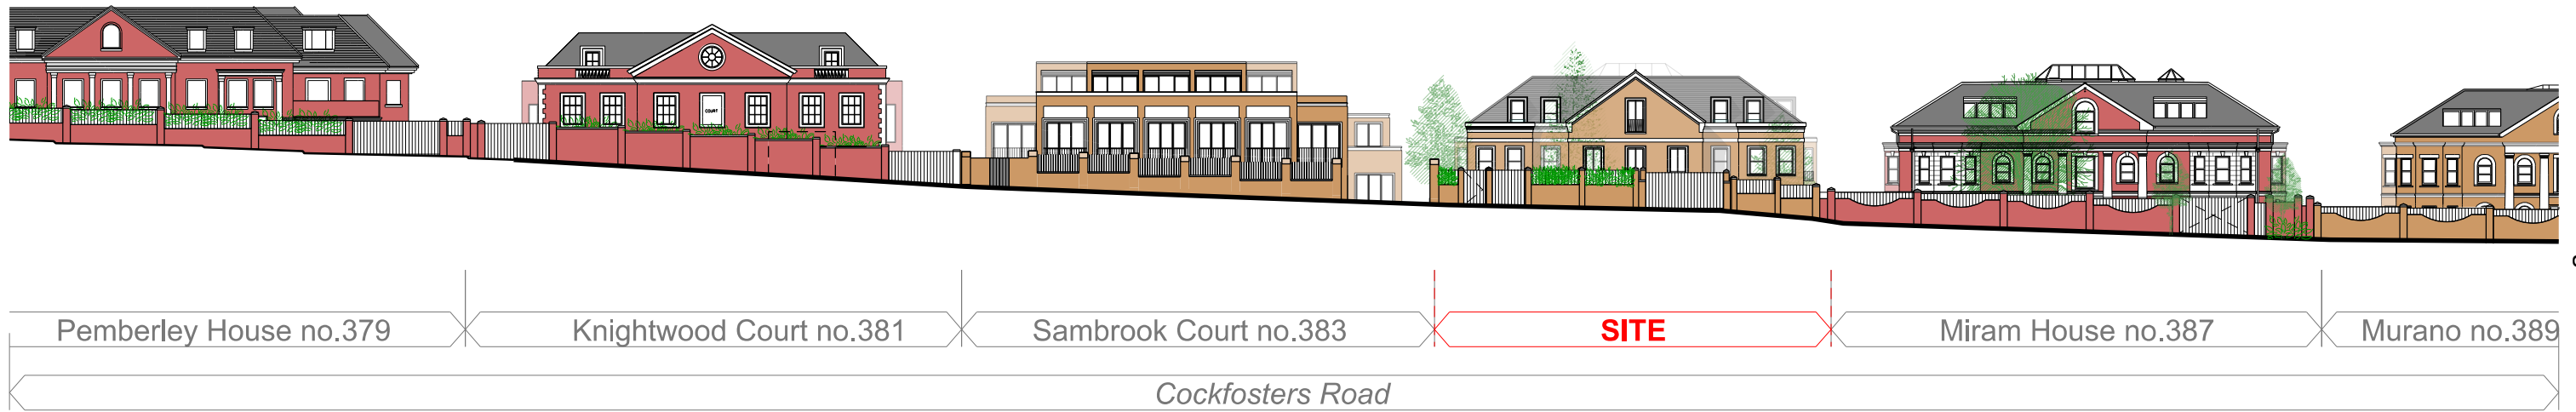 COURT
Pemberley House no.379
Knightwood Court no.381
Sambrook Court no.383
SITE
Miram House no.387
Murano no.389
Cockfosters Road